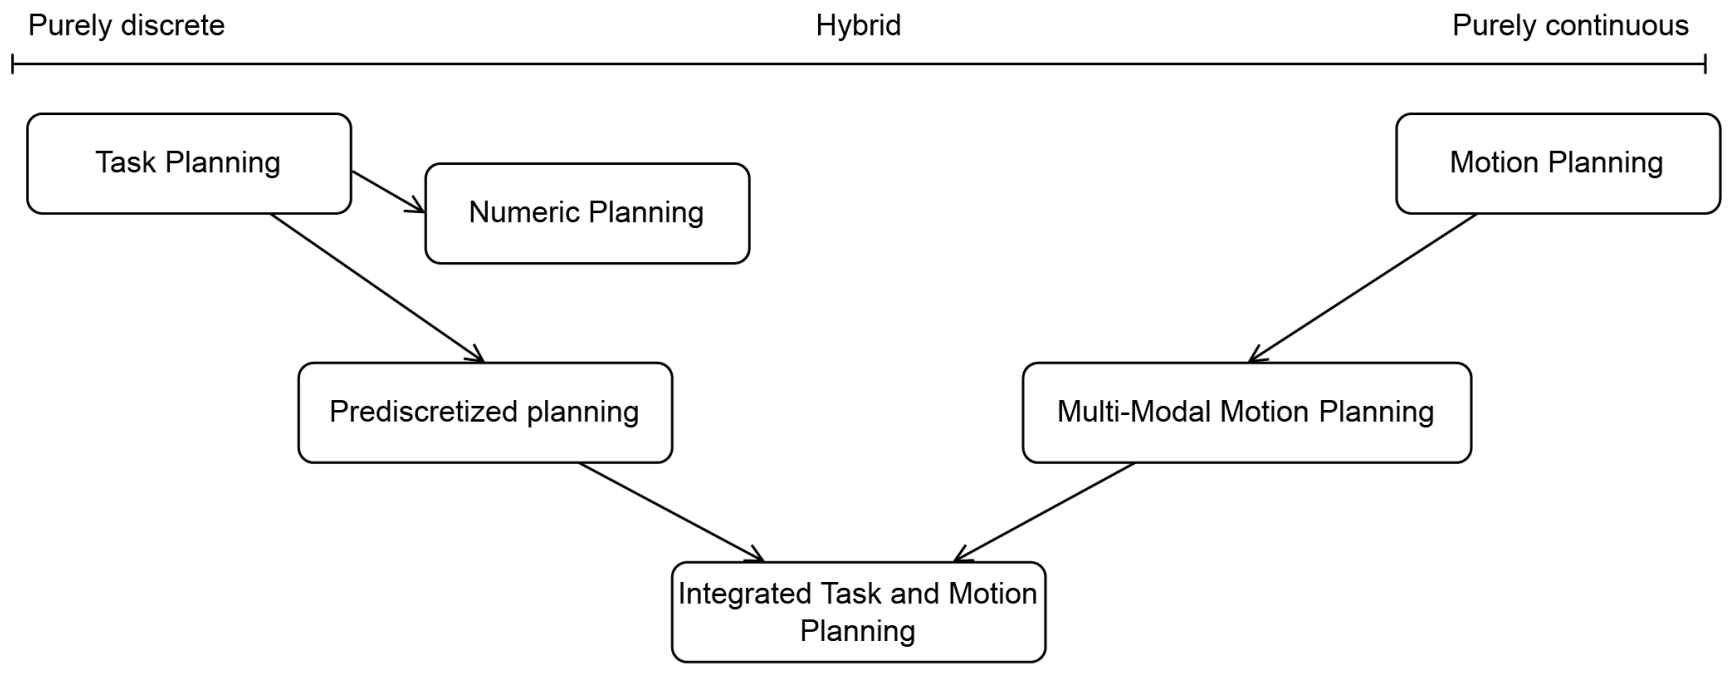 Purely discrete
Hybrid
Purely continuous
Task Planning
Motion Planning
Numeric Planning
Prediscretized planning
Multi-Modal Motion Planning
Integrated Task and Motion
Planning